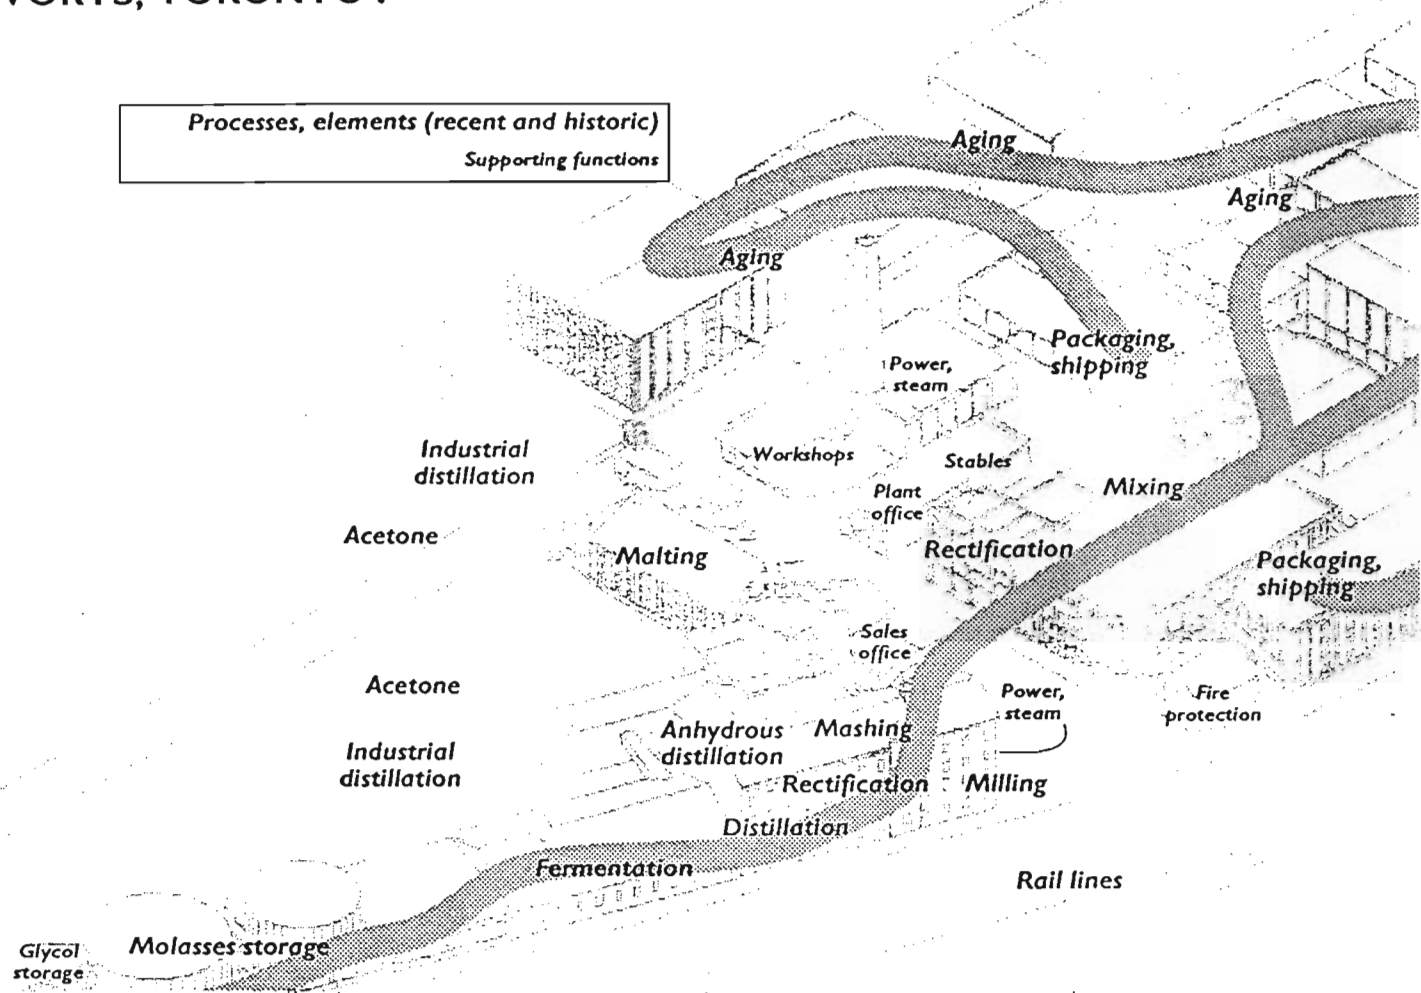 TORONTO
Processes, elements (recent and historic)
Supporting functions
Aging
Aging
Aging
Packaging,
shipping
Power,
steam
Industrial
distillation
Workshops
Stables
Mixing
Plant
office
Acetone
Malting
Rectification
Packaging,
shipping
Sales
office
Acetone
Power,
steam
Fire
protection
Anhydrous
distillation
Mashing
Industrial
distillation
Rectification
Milling
Distillation
Fermentation
Rail lines
Molasses storage
Glycol
storage